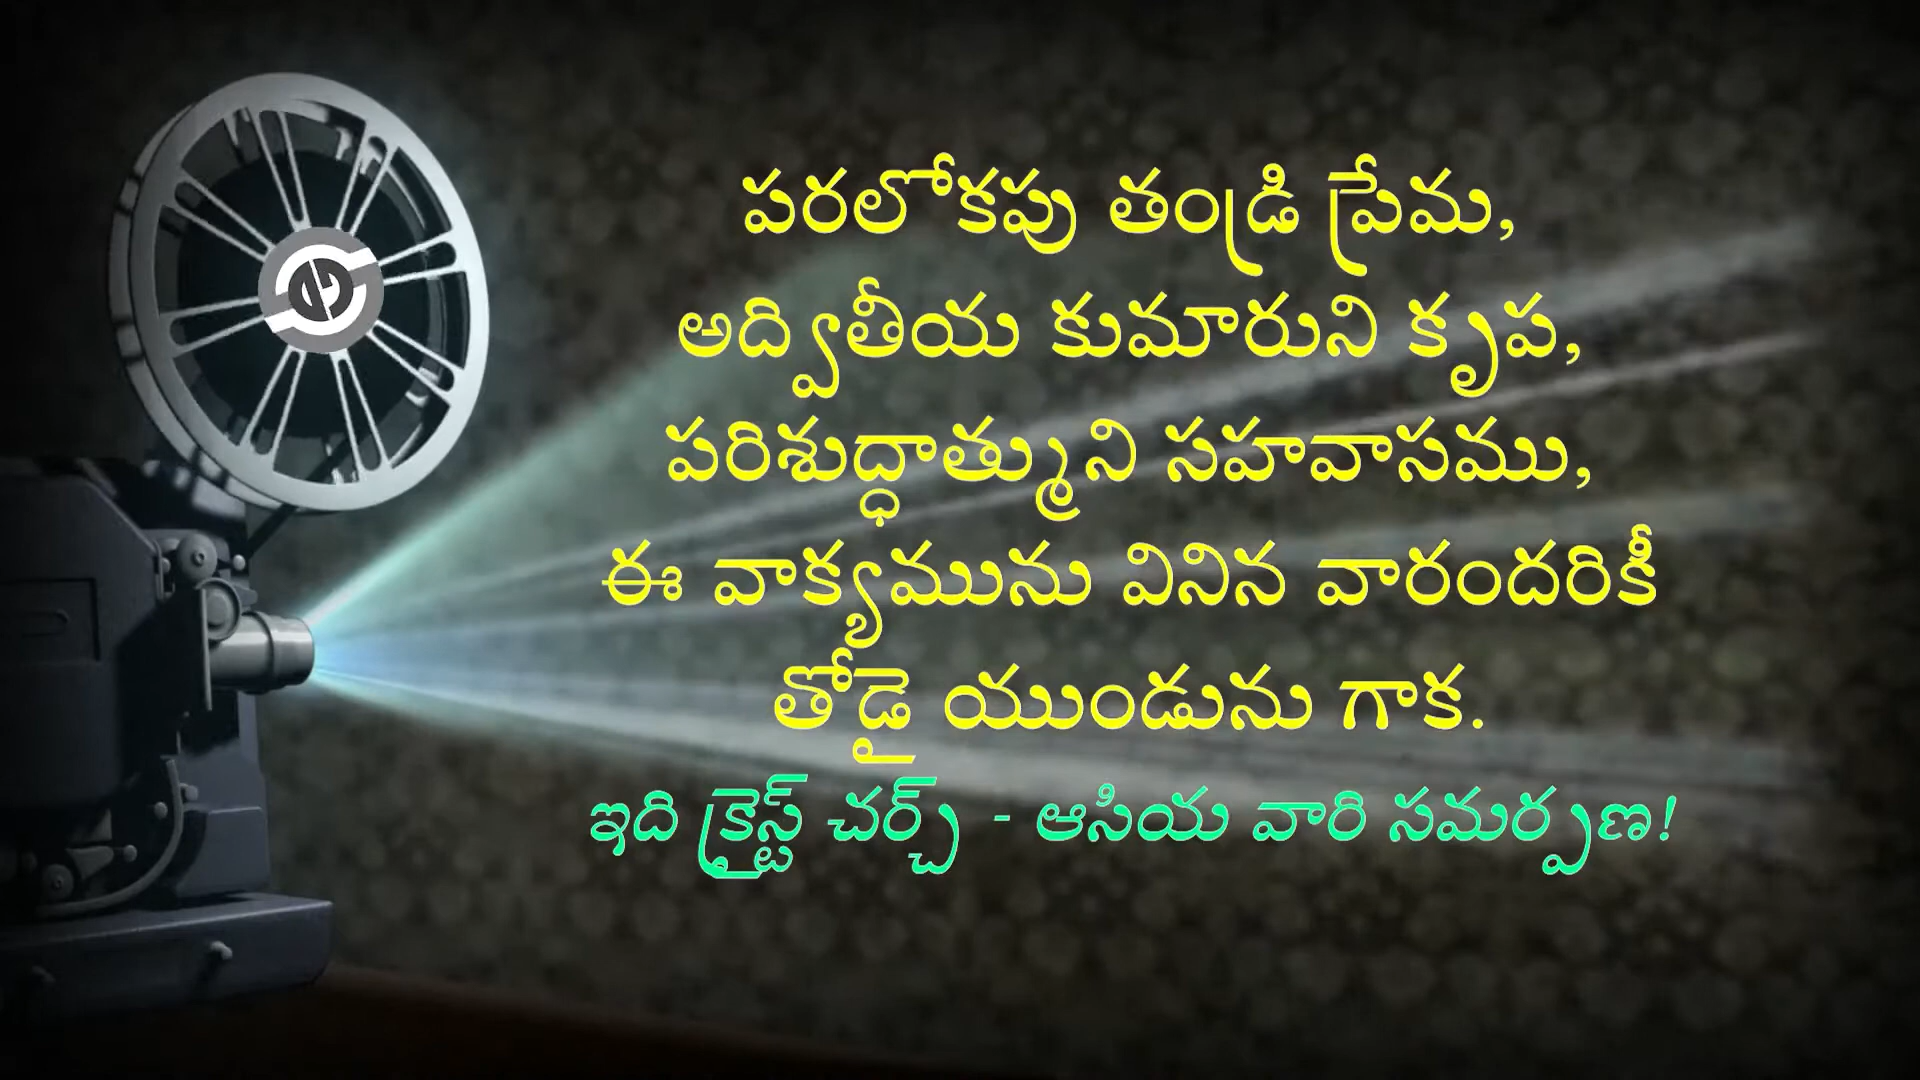 పరలోకపు తండ్రి ప్రేమ,
అద్వితీయ కుమారుని కృప,
పరిశుద్ధాత్ముని సహవాసము,
ఈ వాక్యమును వినిన వారందరికీ
తోడై యుండును గాక.
ఇది క్రైస్ట్ చర్చ్ - ఆసియ వారి సమర్పణ!